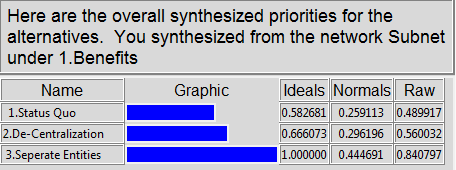 Here are the overall synthesized priorities for the
alternatives. You synthesized from the network Subnet
under 1.Benefits
Name Graphic Ideals Normals Raw
1.Status Quo 0.582681 0.259113 0.489917
2.De-Centralization 0.666073 0.296196 0.560032
3.Seperate Entities 1.000000 0.444691 0.840797